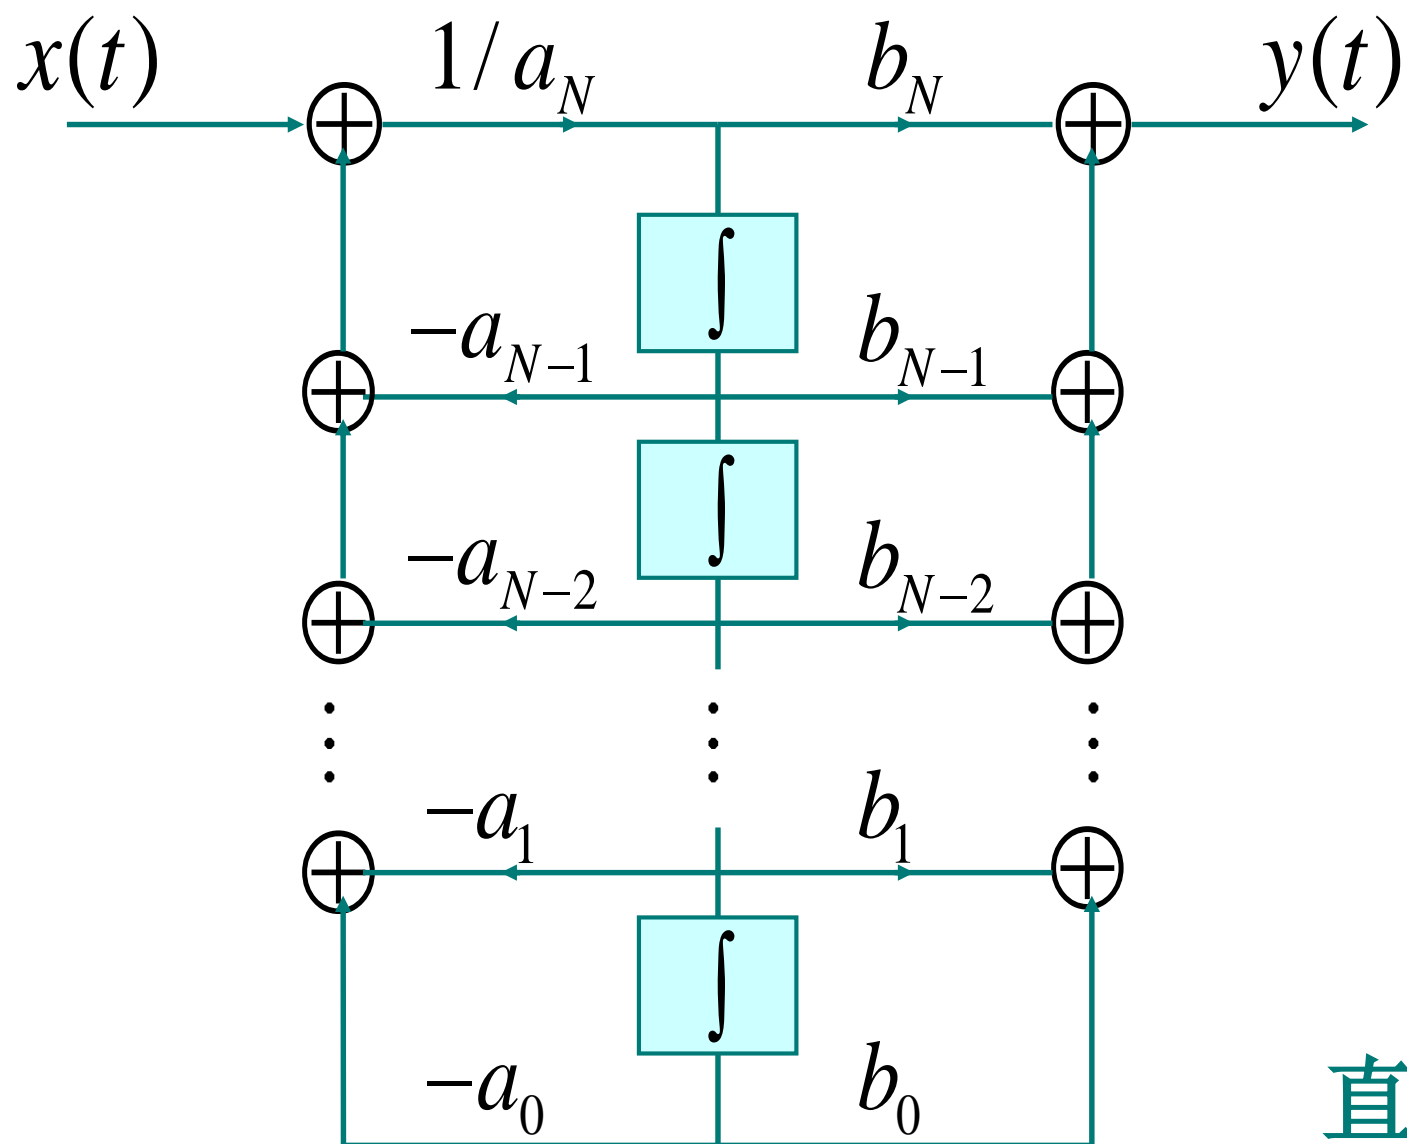 x(t) 1/a_N b_N y(t)
∫
-a_{N-1} b_{N-1}
∫
-a_{N-2} b_{N-2}
-a_1 b_1
∫
-a_0 b_0
直